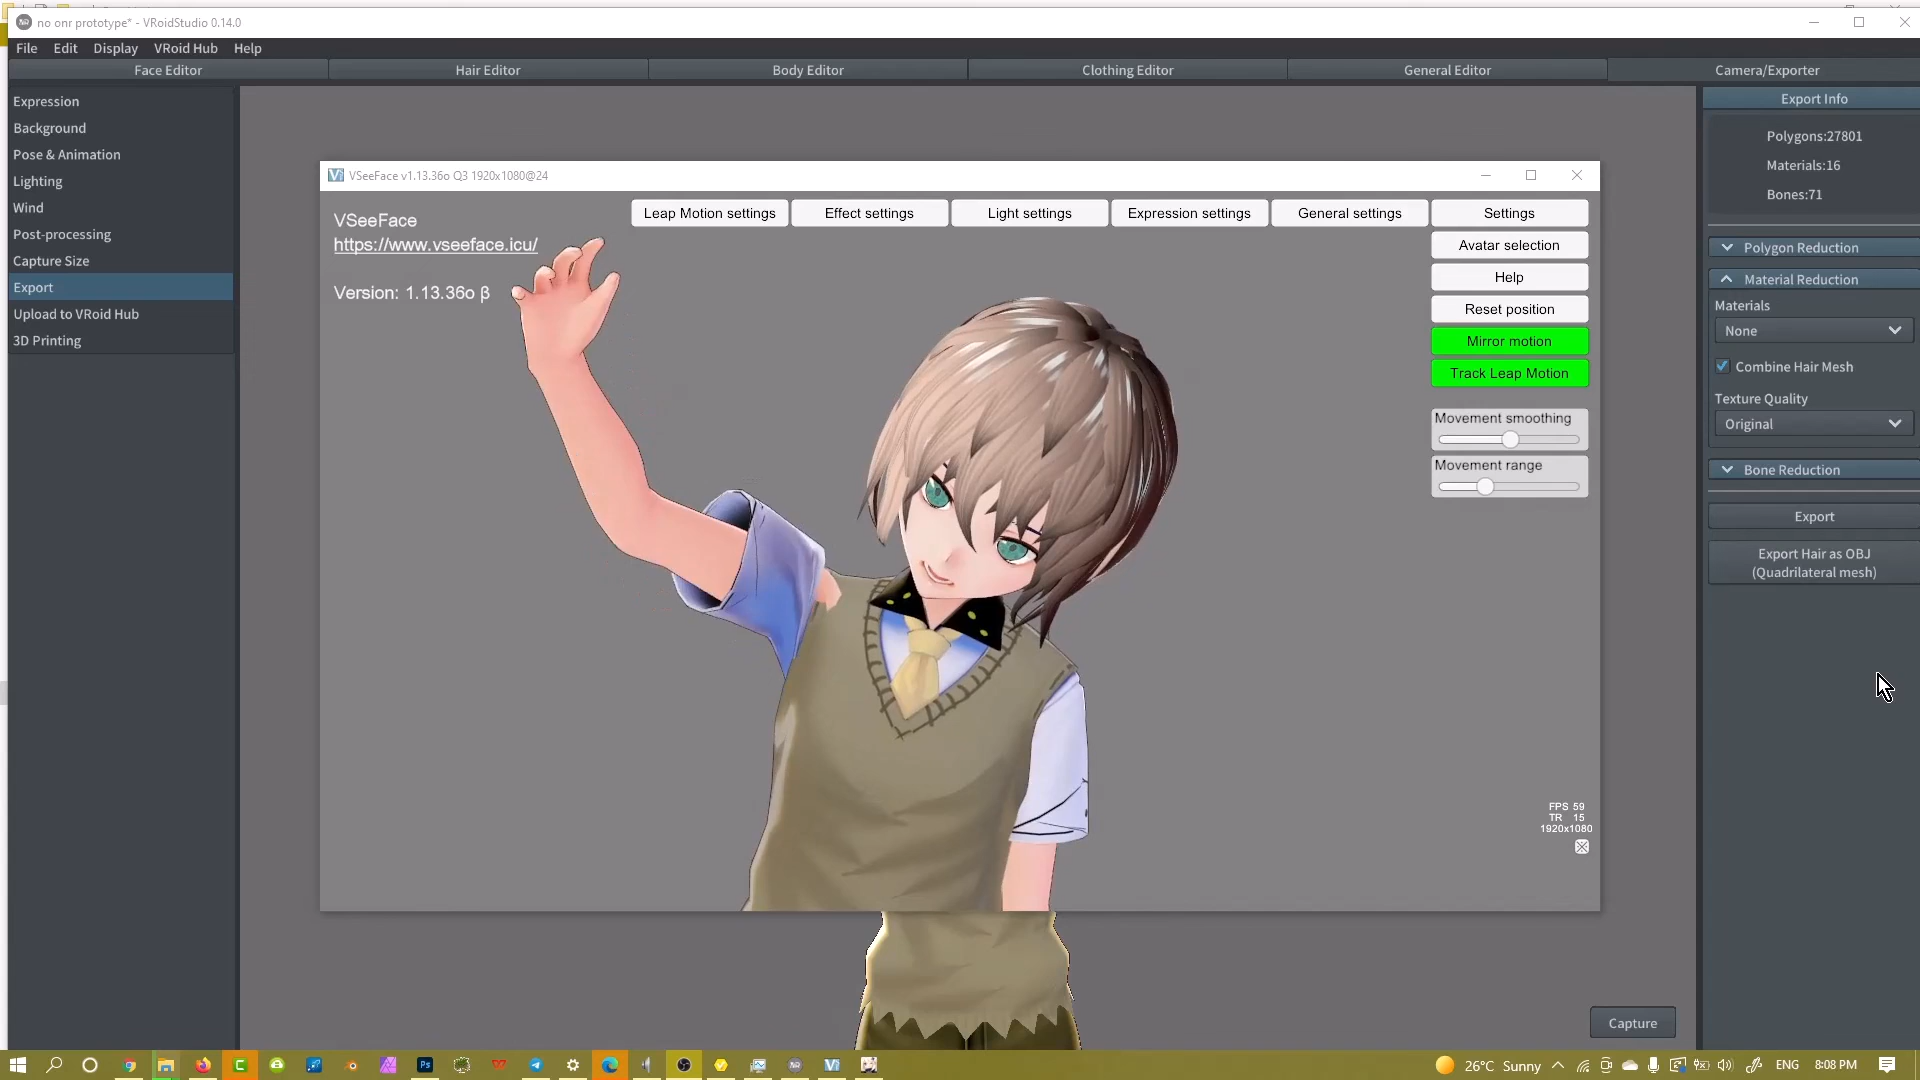 no onr prototype* - VRoidStudio 0.14.0
File Edit Display VRoid Hub Help
Face Editor Hair Editor Body Editor Clothing Editor General Editor Camera/Exporter
Expression
Background
Pose & Animation
Lighting
Wind
Post-processing
Capture Size
Export
Upload to VRoid Hub
3D Printing
VSeeFace v1.13.36o Q3 1920x1080@24
VSeeFace
https://www.vseeface.icu/
Version: 1.13.36o β
Leap Motion settings Effect settings Light settings Expression settings General settings Settings
Avatar selection
Help
Reset position
Mirror motion
Track Leap Motion
Movement smoothing
Movement range
FPS 59
TR 15
1920x1080
Export Info
Polygons:27801
Materials:16
Bones:71
Polygon Reduction
Material Reduction
Materials
None
Combine Hair Mesh
Texture Quality
Original
Bone Reduction
Export
Export Hair as OBJ
(Quadrilateral mesh)
Capture
26°C Sunny ENG 8:08 PM